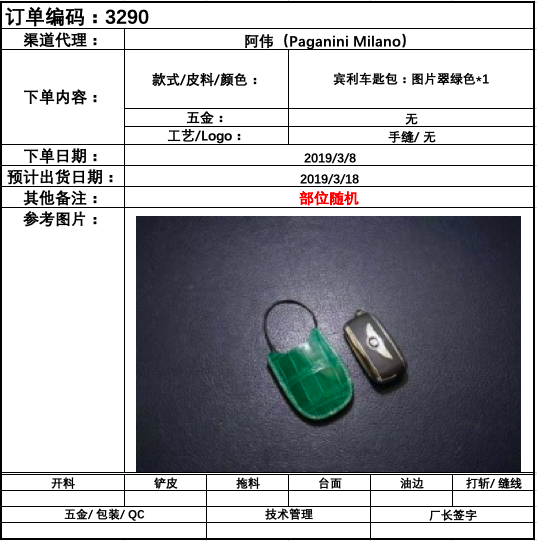 订单编码：3290
渠道代理： 阿伟（Paganini Milano）
下单内容： 款式/皮料/颜色： 宾利车匙包：图片翠绿色*1
五金： 无
工艺/Logo： 手缝/ 无
下单日期： 2019/3/8
预计出货日期： 2019/3/18
其他备注： 部位随机
参考图片：
开料 铲皮 拖料 台面 油边 打斩/ 缝线
五金/ 包装/ QC 技术管理 厂长签字